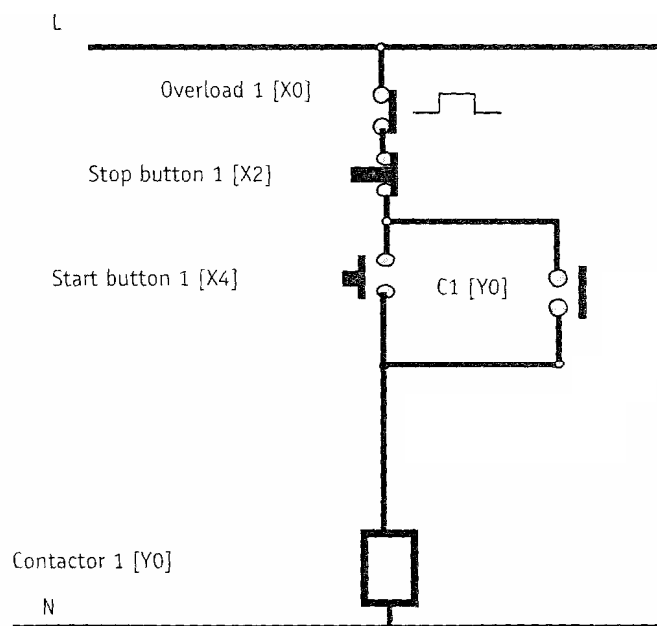 L
Overload 1 [X0]
Stop button 1 [X2]
Start button 1 [X4]
C1 [Y0]
Contactor 1 [Y0]
N